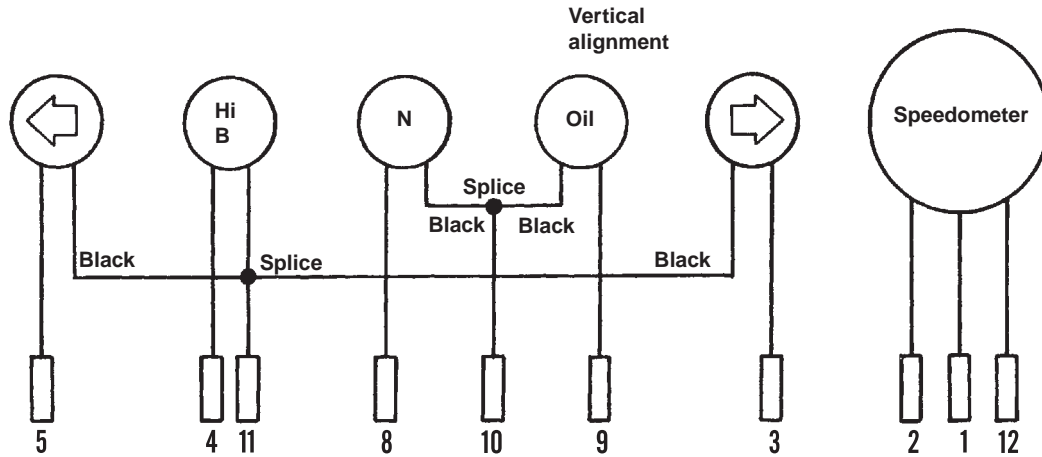 Vertical
alignment
Hi
B
N
Oil
Speedometer
Splice
Black
Black
Black
Splice
Black
5
4
11
8
10
9
3
2
1
12